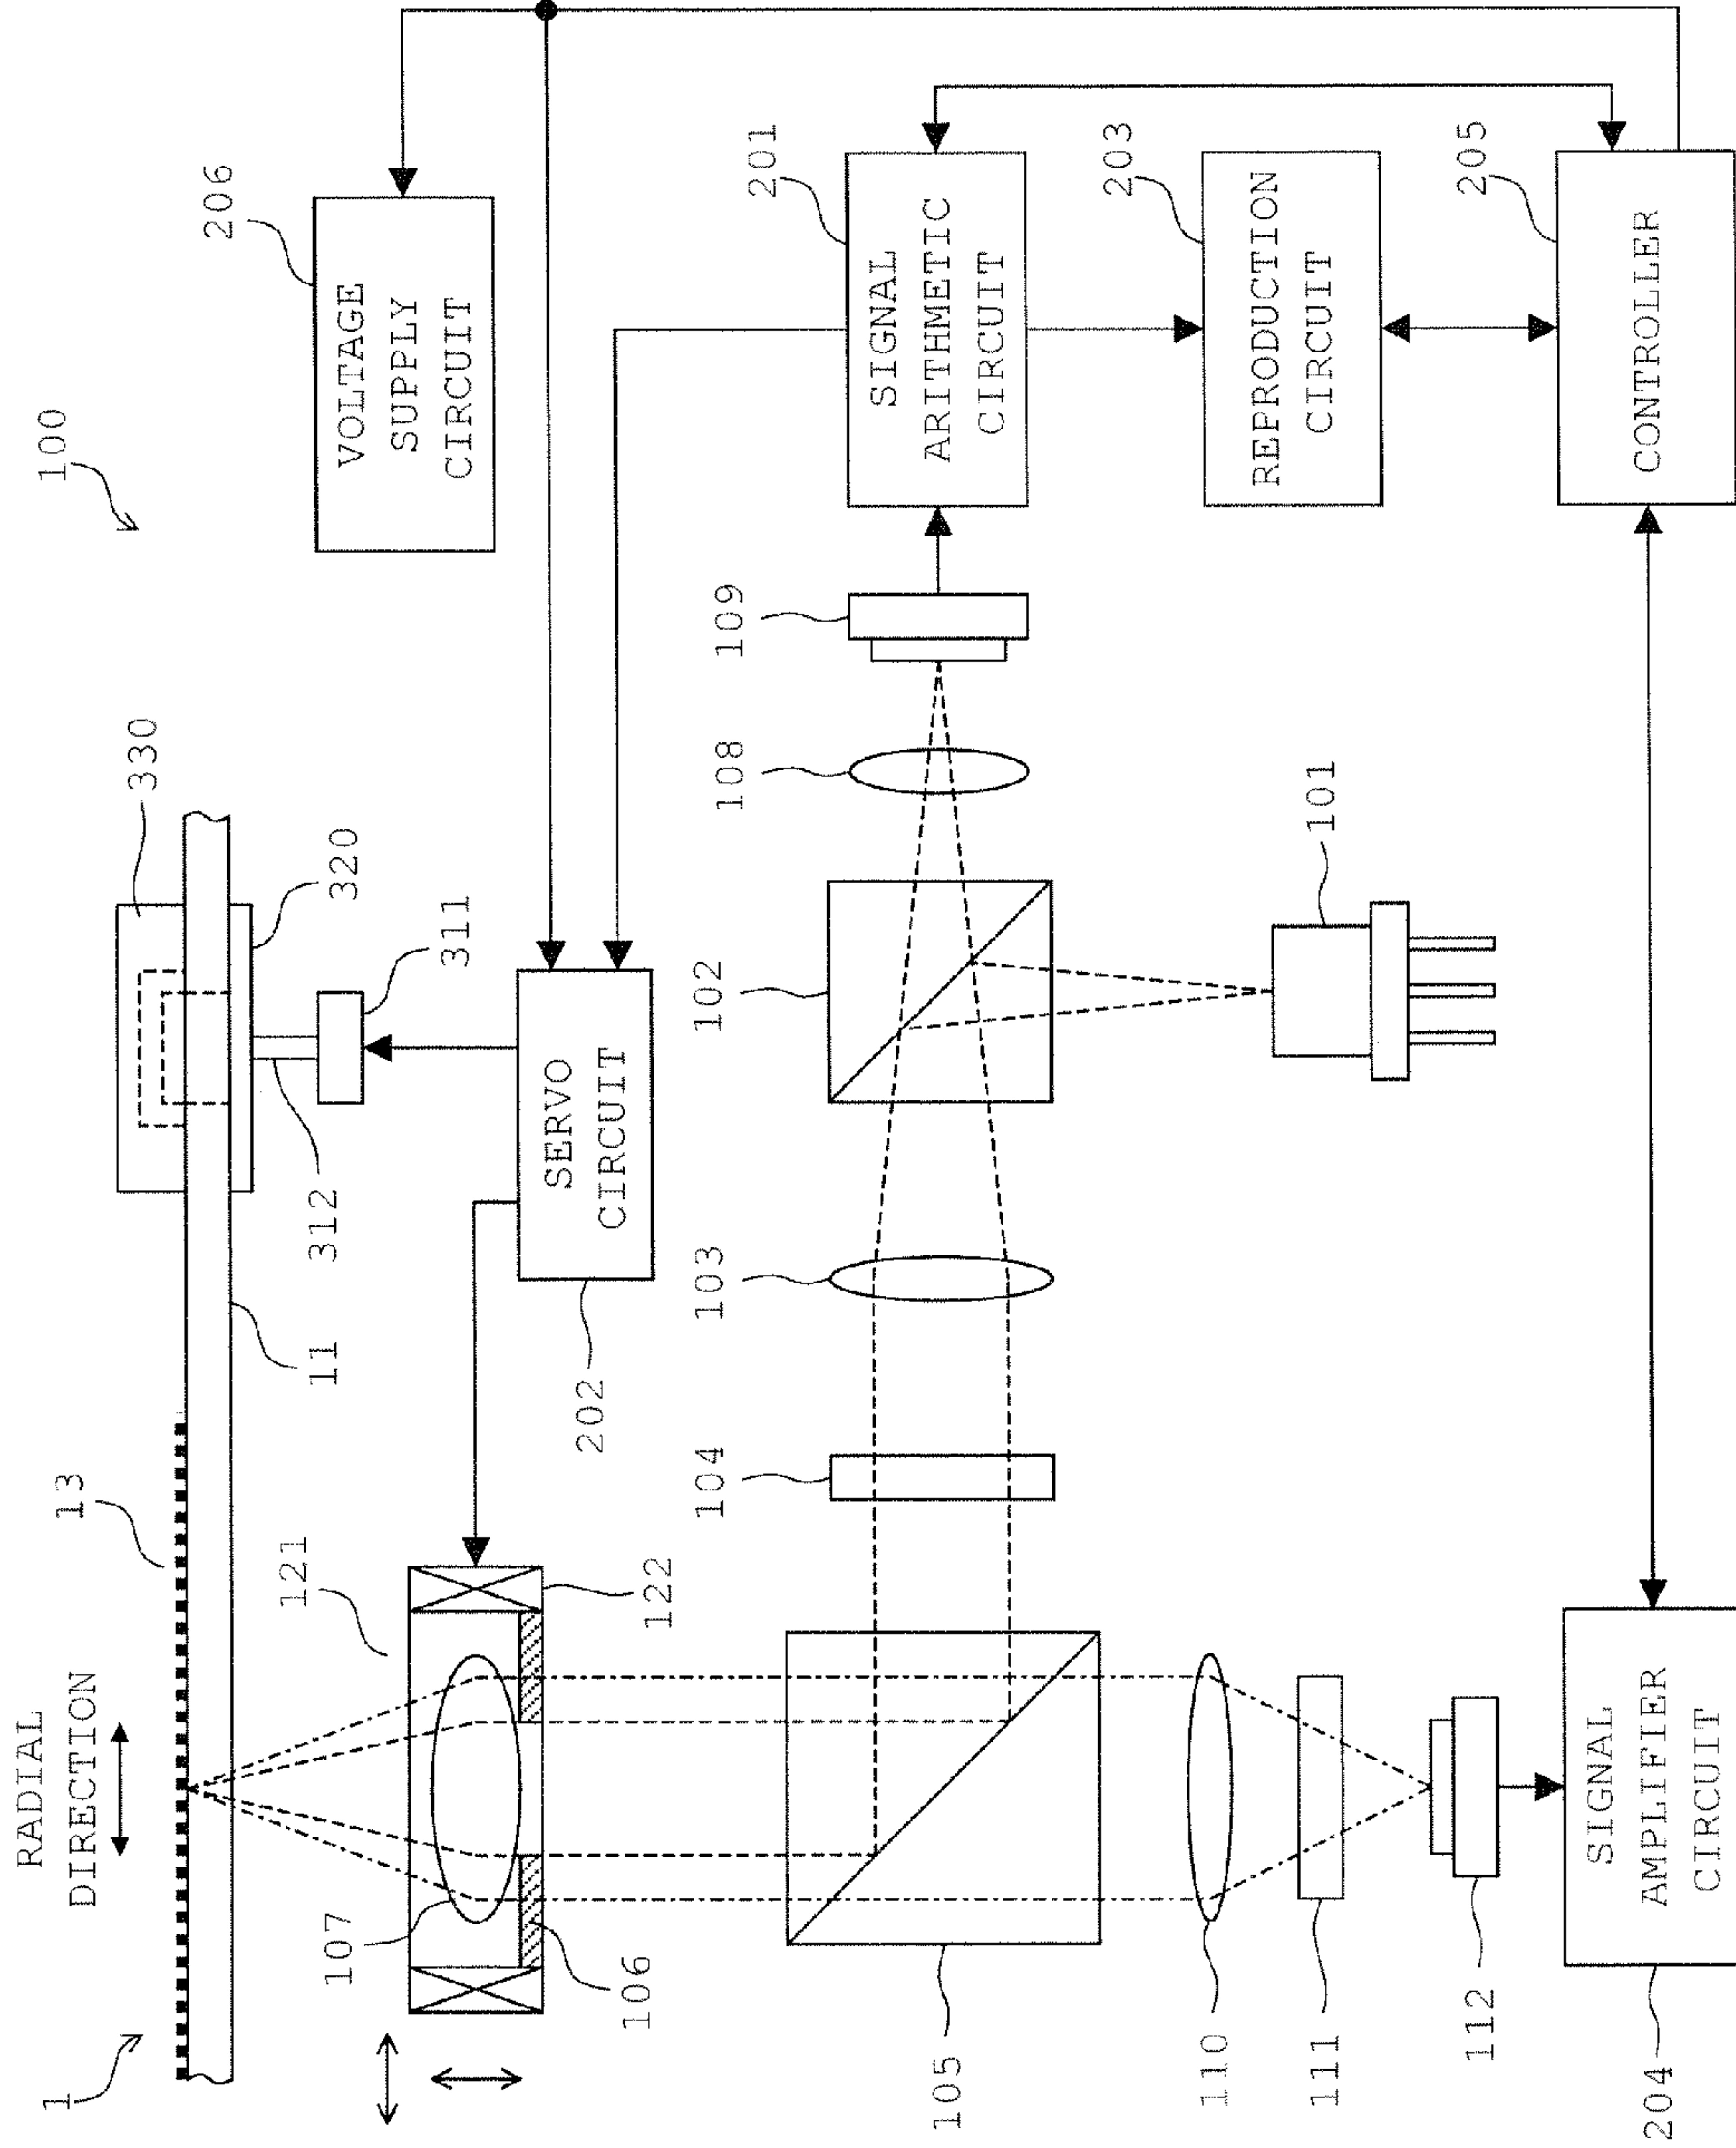 100
RADIAL
DIRECTION
1
13
11
330
320
312
311
206
VOLTAGE
SUPPLY
CIRCUIT
121
107
106
122
SERVO
CIRCUIT
202
201
SIGNAL
ARITHMETIC
CIRCUIT
105
104
103
102
108
109
203
REPRODUCTION
CIRCUIT
101
110
111
112
205
CONTROLLER
SIGNAL
AMPLIFIER
CIRCUIT
204